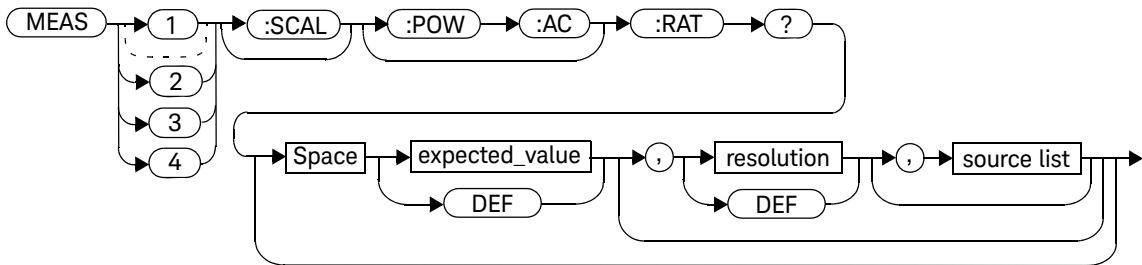 MEAS 1 :SCAL :POW :AC :RAT ?
2
3
4
Space expected_value , resolution , source list
DEF DEF